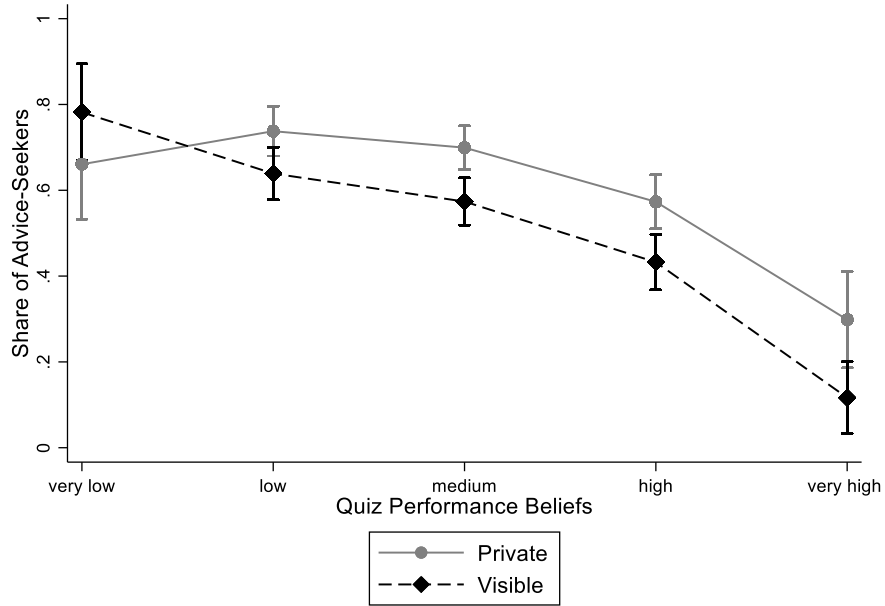 Share of Advice-Seekers
1
.8
.6
.4
.2
0
very low low medium high very high
Quiz Performance Beliefs
Private
Visible